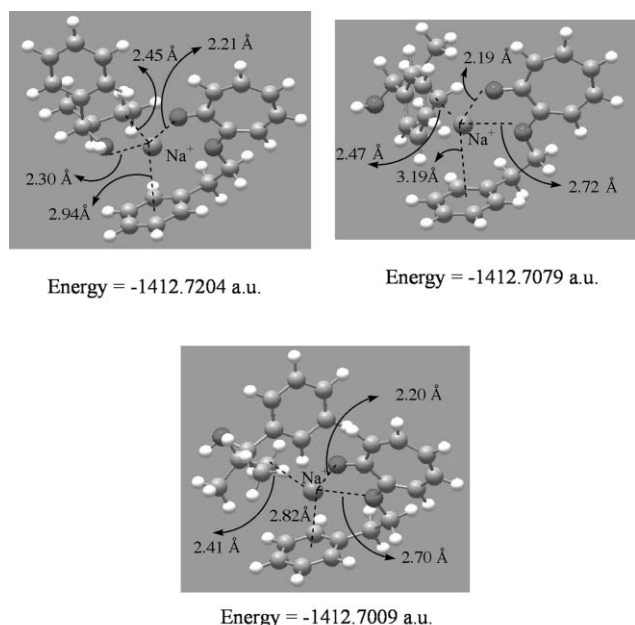 2.45 Å
2.21 Å
Na+
2.30 Å
2.94Å
Energy = -1412.7204 a.u.
2.19
Na+
2.47 Å
3.19Å
2.72 Å
Energy = -1412.7079 a.u.
2.20 Å
Na+
2.82Å
2.41 Å
2.70 Å
Energy = -1412.7009 a.u.